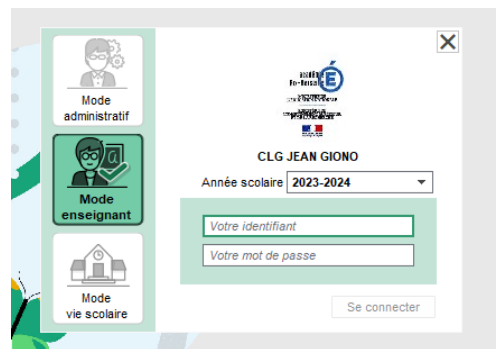 Mode
administratif
Mode
enseignant
Mode
vie scolaire
CLG JEAN GIONO
Année scolaire 2023-2024
Votre identifiant
Votre mot de passe
Se connecter